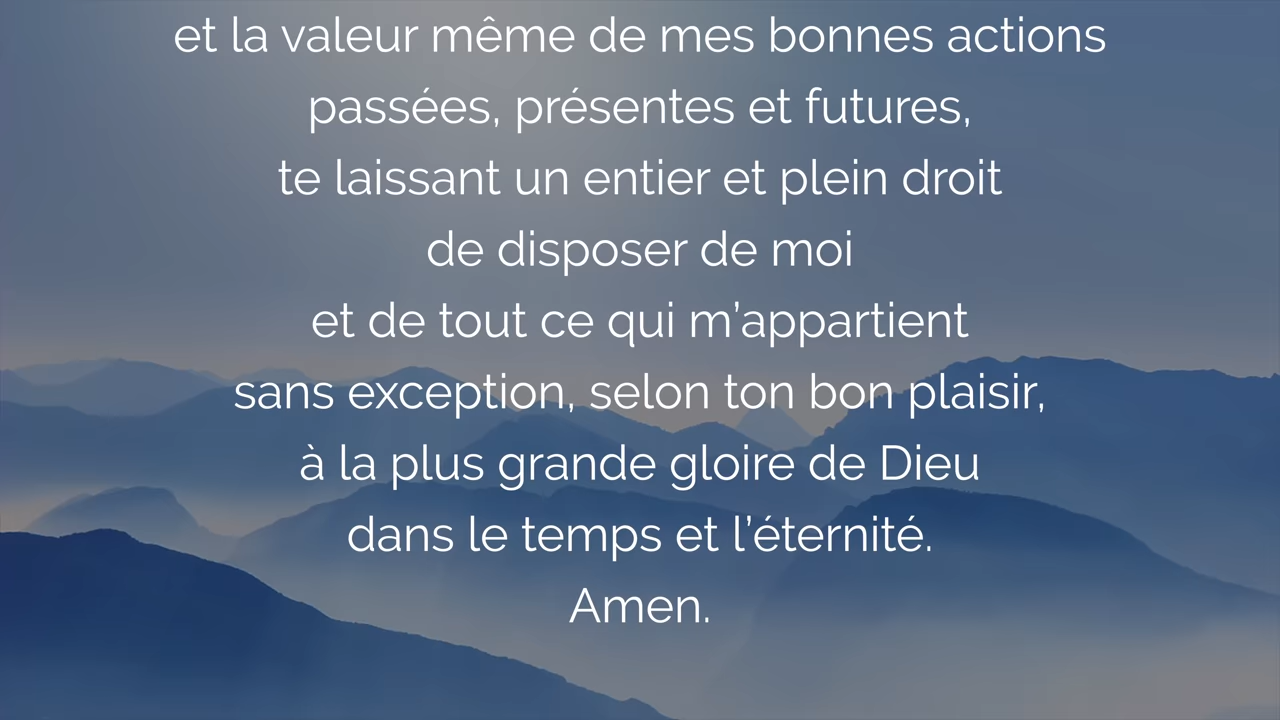 et la valeur même de mes bonnes actions
passées, présentes et futures,
te laissant un entier et plein droit
de disposer de moi
et de tout ce qui m’appartient
sans exception, selon ton bon plaisir,
à la plus grande gloire de Dieu
dans le temps et l’éternité.
Amen.